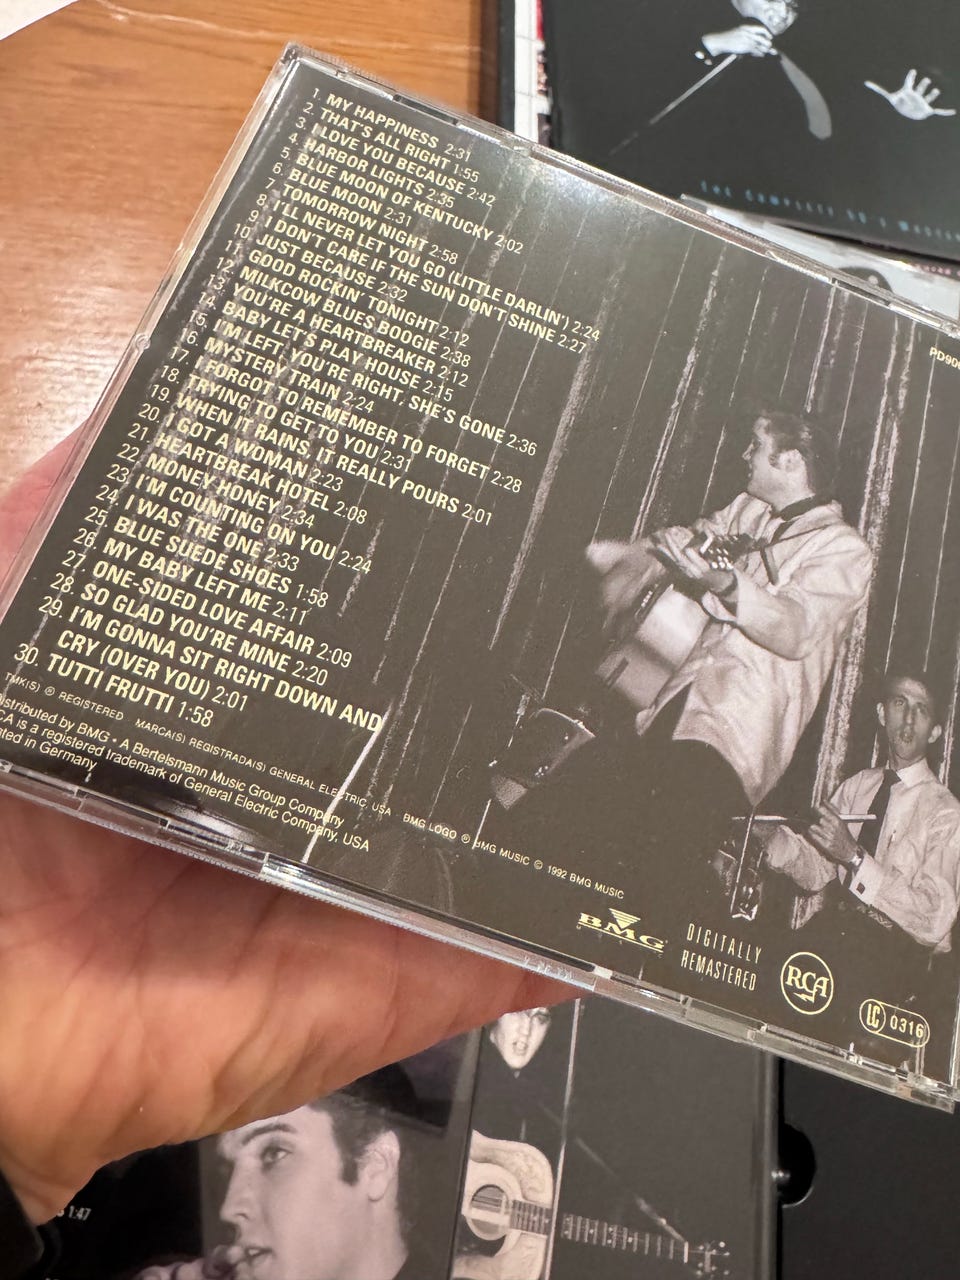 1. MY HAPPINESS 2:31
2. THAT'S ALL RIGHT 1:55
3. I LOVE YOU BECAUSE 2:42
4. HARBOR LIGHTS 2:35
5. BLUE MOON OF KENTUCKY 2:02
6. BLUE MOON 2:31
7. TOMORROW NIGHT 2:58
8. I'LL NEVER LET YOU GO (LITTLE DARLIN') 2:24
9. I DON'T CARE IF THE SUN DON'T SHINE 2:27
10. JUST BECAUSE 2:32
11. GOOD ROCKIN' TONIGHT 2:12
12. MILKCOW BLUES BOOGIE 2:38
13. YOU'RE A HEARTBREAKER 2:12
14. BABY LET'S PLAY HOUSE 2:15
15. I'M LEFT, YOU'RE RIGHT, SHE'S GONE 2:36
16. MYSTERY TRAIN 2:24
17. I FORGOT TO REMEMBER TO FORGET 2:28
18. TRYING TO GET TO YOU 2:31
19. WHEN IT RAINS, IT REALLY POURS 2:01
20. I GOT A WOMAN 2:23
21. HEARTBREAK HOTEL 2:08
22. MONEY HONEY 2:34
23. I'M COUNTING ON YOU 2:24
24. I WAS THE ONE 2:33
25. BLUE SUEDE SHOES 1:58
26. MY BABY LEFT ME 2:11
27. ONE-SIDED LOVE AFFAIR 2:09
28. SO GLAD YOU'RE MINE 2:20
29. I'M GONNA SIT RIGHT DOWN AND
CRY (OVER YOU) 2:01
30. TUTTI FRUTTI 1:58
TMK(S) ® REGISTERED MARCA(S) REGISTRADA(S) GENERAL ELECTRIC, USA · BMG LOGO ® BMG MUSIC © 1992 BMG MUSIC
istributed by BMG • A Bertelsmann Music Group Company
CA is a registered trademark of General Electric Company, USA
ted in Germany
BMG
DIGITALLY
REMASTERED
RCA
LC 0316
PD90
THE COMPLETE 50'S MASTE
1:47